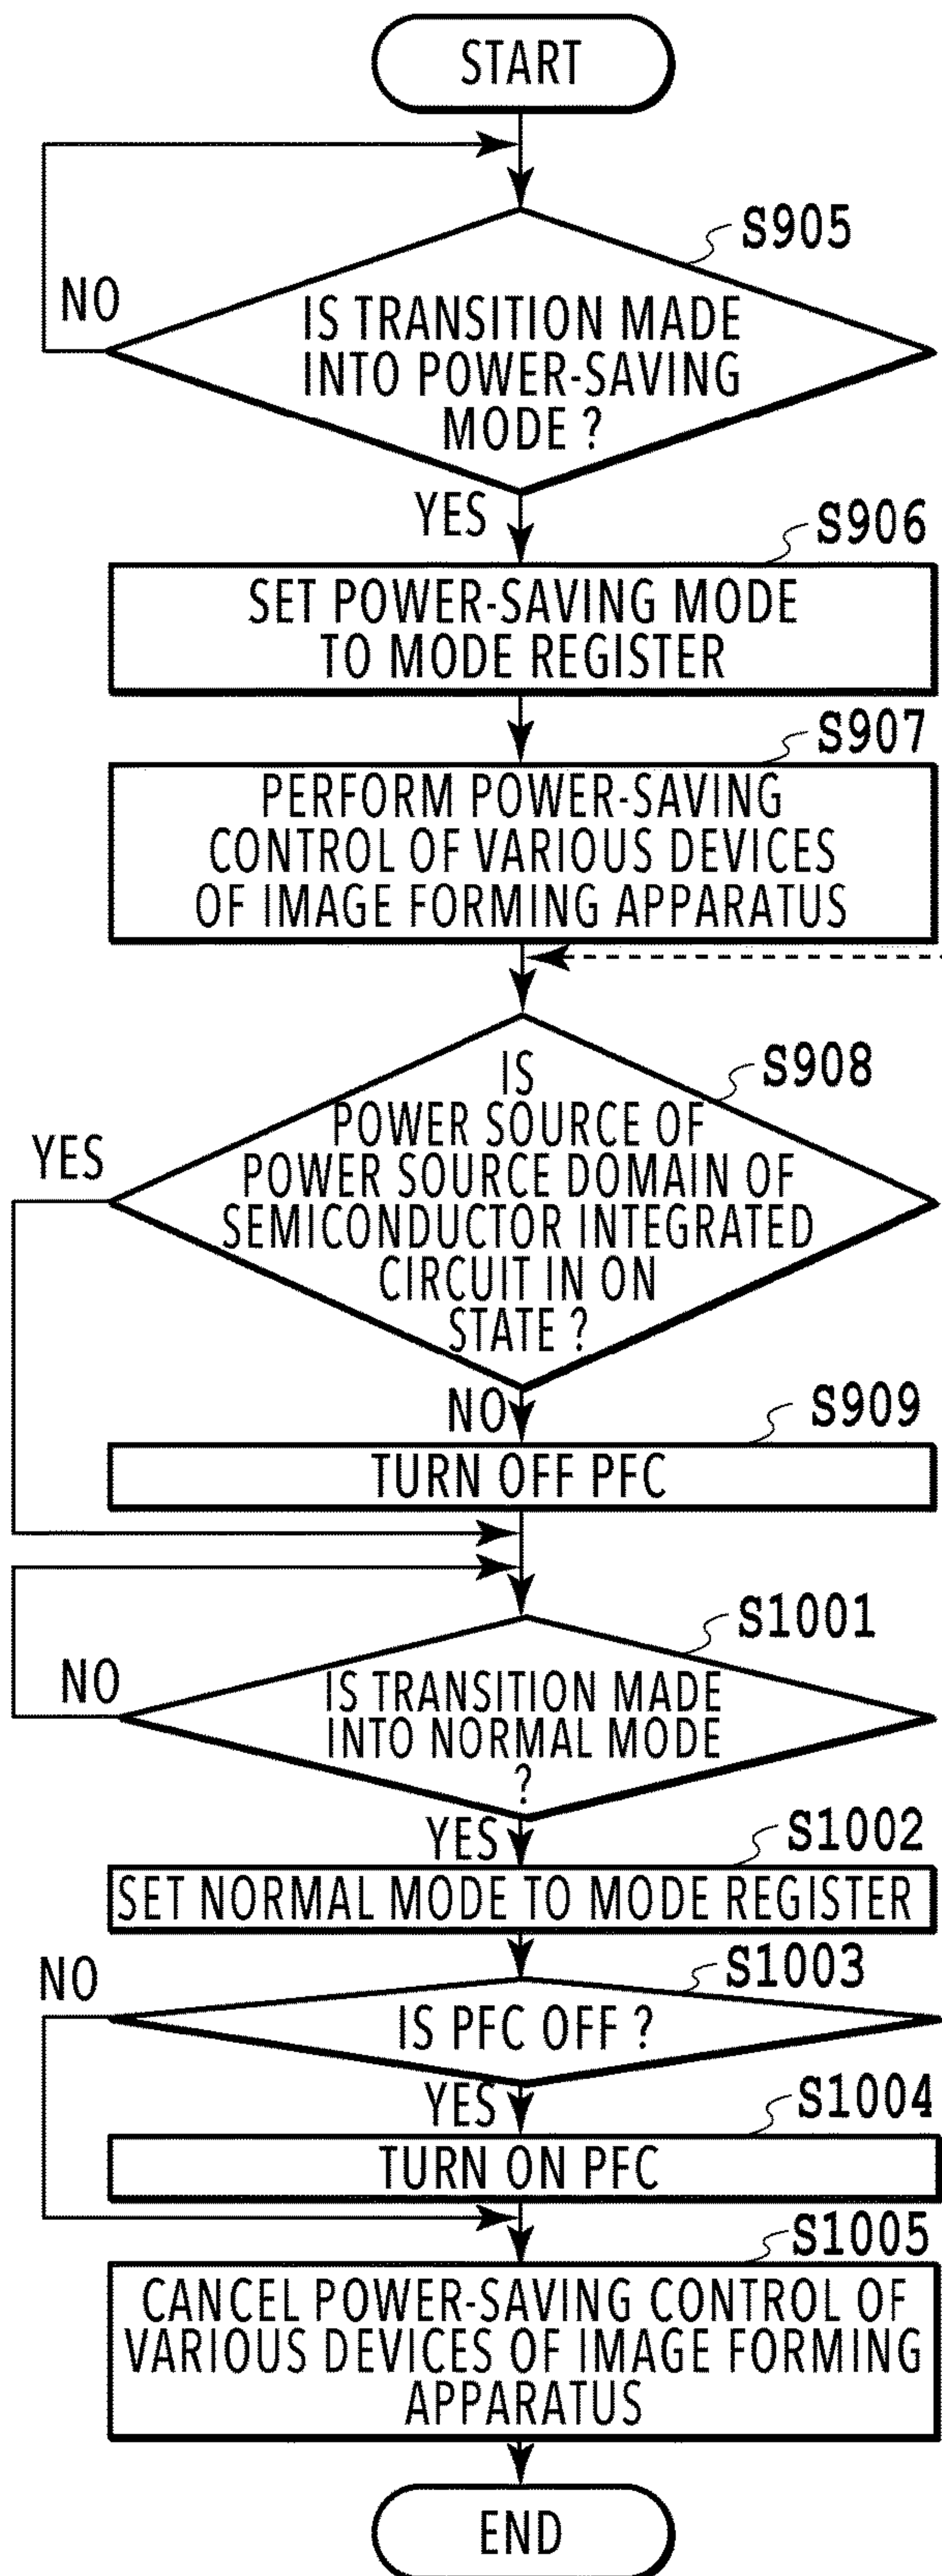 START
S905
NO
IS TRANSITION MADE
INTO POWER-SAVING
MODE ?
YES
S906
SET POWER-SAVING MODE
TO MODE REGISTER
S907
PERFORM POWER-SAVING
CONTROL OF VARIOUS DEVICES
OF IMAGE FORMING APPARATUS
S908
IS
POWER SOURCE OF
YES
POWER SOURCE DOMAIN OF
SEMICONDUCTOR INTEGRATED
CIRCUIT IN ON
STATE ?
NO
S909
TURN OFF PFC
S1001
NO
IS TRANSITION MADE
INTO NORMAL MODE
?
YES
S1002
SET NORMAL MODE TO MODE REGISTER
NO
S1003
IS PFC OFF ?
YES
S1004
TURN ON PFC
S1005
CANCEL POWER-SAVING CONTROL OF
VARIOUS DEVICES OF IMAGE FORMING
APPARATUS
END